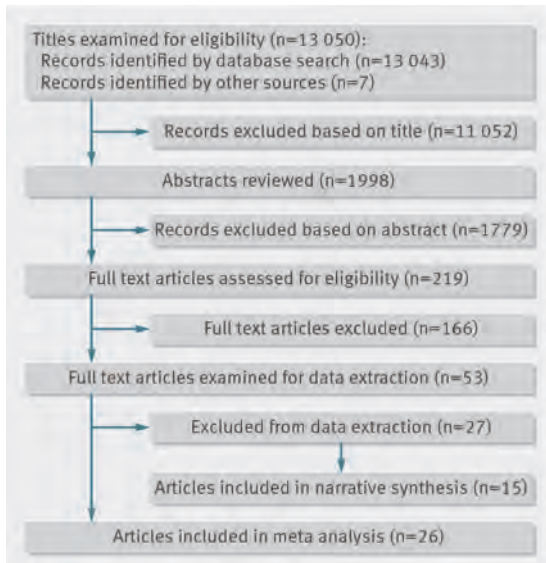 Titles examined for eligibility (n=13 050):
Records identified by database search (n=13 043)
Records identified by other sources (n=7)
Records excluded based on title (n=11 052)
Abstracts reviewed (n=1998)
Records excluded based on abstract (n=1779)
Full text articles assessed for eligibility (n=219)
Full text articles excluded (n=166)
Full text articles examined for data extraction (n=53)
Excluded from data extraction (n=27)
Articles included in narrative synthesis (n=15)
Articles included in meta analysis (n=26)